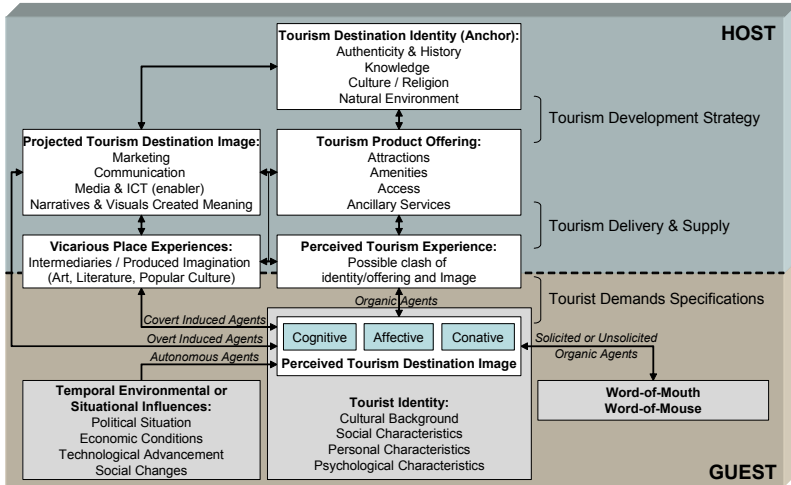 HOST
Tourism Destination Identity (Anchor):
Authenticity & History
Knowledge
Culture / Religion
Natural Environment
Tourism Development Strategy
Projected Tourism Destination Image:
Marketing
Communication
Media & ICT (enabler)
Narratives & Visuals Created Meaning
Tourism Product Offering:
Attractions
Amenities
Access
Ancillary Services
Tourism Delivery & Supply
Vicarious Place Experiences:
Intermediaries / Produced Imagination
(Art, Literature, Popular Culture)
Perceived Tourism Experience:
Possible clash of
identity/offering and Image
Tourist Demands Specifications
Organic Agents
Covert Induced Agents
Overt Induced Agents
Autonomous Agents
Cognitive
Affective
Conative
Perceived Tourism Destination Image
Solicited or Unsolicited
Organic Agents
Temporal Environmental or
Situational Influences:
Political Situation
Economic Conditions
Technological Advancement
Social Changes
Tourist Identity:
Cultural Background
Social Characteristics
Personal Characteristics
Psychological Characteristics
Word-of-Mouth
Word-of-Mouse
GUEST